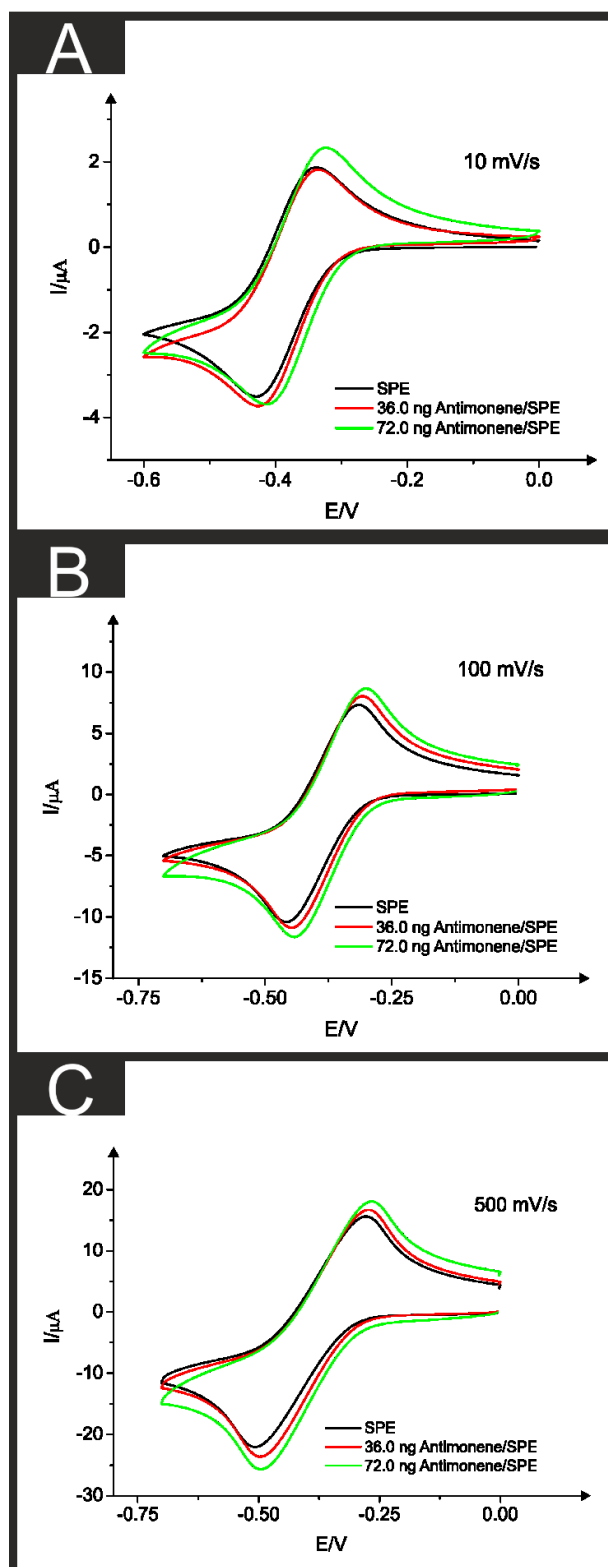 A
10 mV/s
2
0
-2
-4
I/µA
SPE
36.0 ng Antimonene/SPE
72.0 ng Antimonene/SPE
-0.6
-0.4
-0.2
0.0
E/V
B
100 mV/s
10
5
0
-5
-10
-15
I/µA
SPE
36.0 ng Antimonene/SPE
72.0 ng Antimonene/SPE
-0.75
-0.50
-0.25
0.00
E/V
C
500 mV/s
20
10
0
-10
-20
-30
I/µA
SPE
36.0 ng Antimonene/SPE
72.0 ng Antimonene/SPE
-0.75
-0.50
-0.25
0.00
E/V